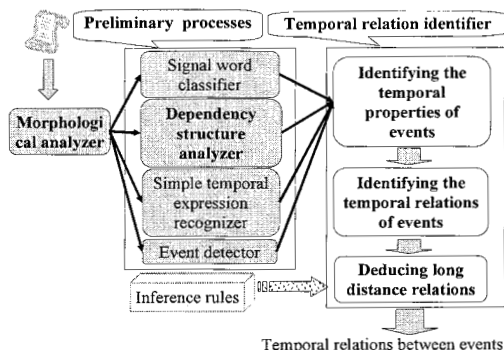 Preliminary processes
Temporal relation identifier
Morphologi
cal analyzer
Signal word
classifier
Dependency
structure
analyzer
Simple temporal
expression
recognizer
Event detector
Inference rules
Identifying the
temporal
properties of
events
Identifying the
temporal relations
of events
Deducing long
distance relations
Temporal relations between events